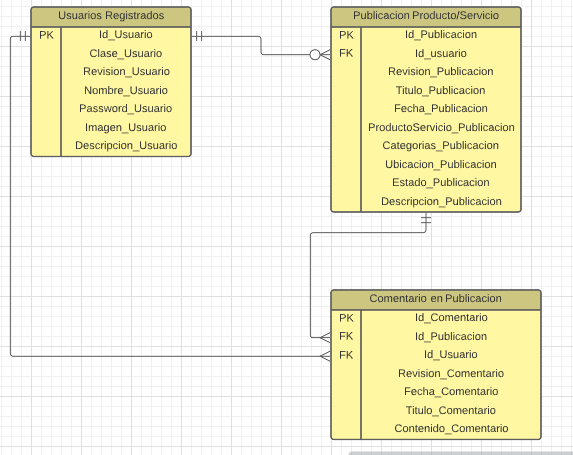 Usuarios Registrados
PK Id_Usuario
Clase_Usuario
Revision_Usuario
Nombre_Usuario
Password_Usuario
Imagen_Usuario
Descripcion_Usuario
Publicacion Producto/Servicio
PK Id_Publicacion
FK Id_usuario
Revision_Publicacion
Titulo_Publicacion
Fecha_Publicacion
ProductoServicio_Publicacion
Categorias_Publicacion
Ubicacion_Publicacion
Estado_Publicacion
Descripcion_Publicacion
Comentario en Publicacion
PK Id_Comentario
FK Id_Publicacion
FK Id_Usuario
Revision_Comentario
Fecha_Comentario
Titulo_Comentario
Contenido_Comentario